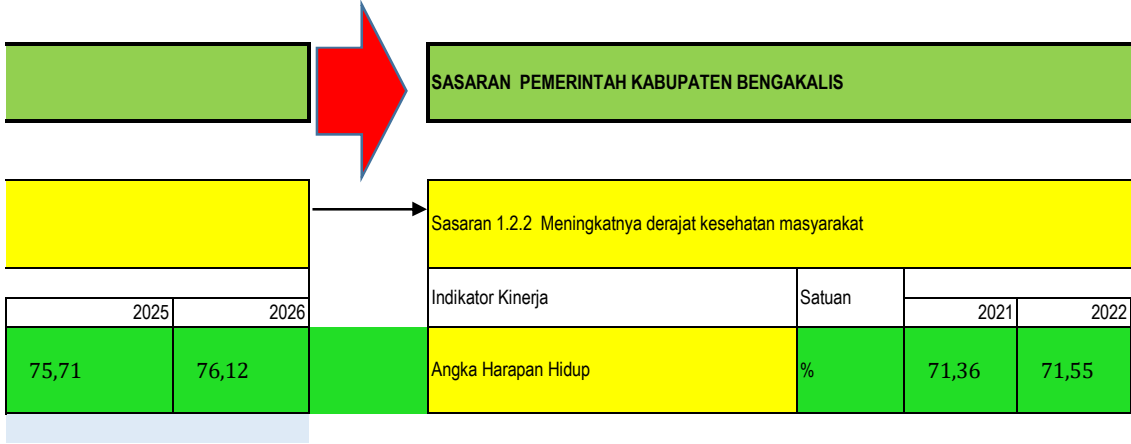 SASARAN  PEMERINTAH KABUPATEN BENGAKALIS
Sasaran 1.2.2  Meningkatnya derajat kesehatan masyarakat
Indikator Kinerja Satuan
2025 2026 2021 2022
75,71 76,12 Angka Harapan Hidup % 71,36 71,55